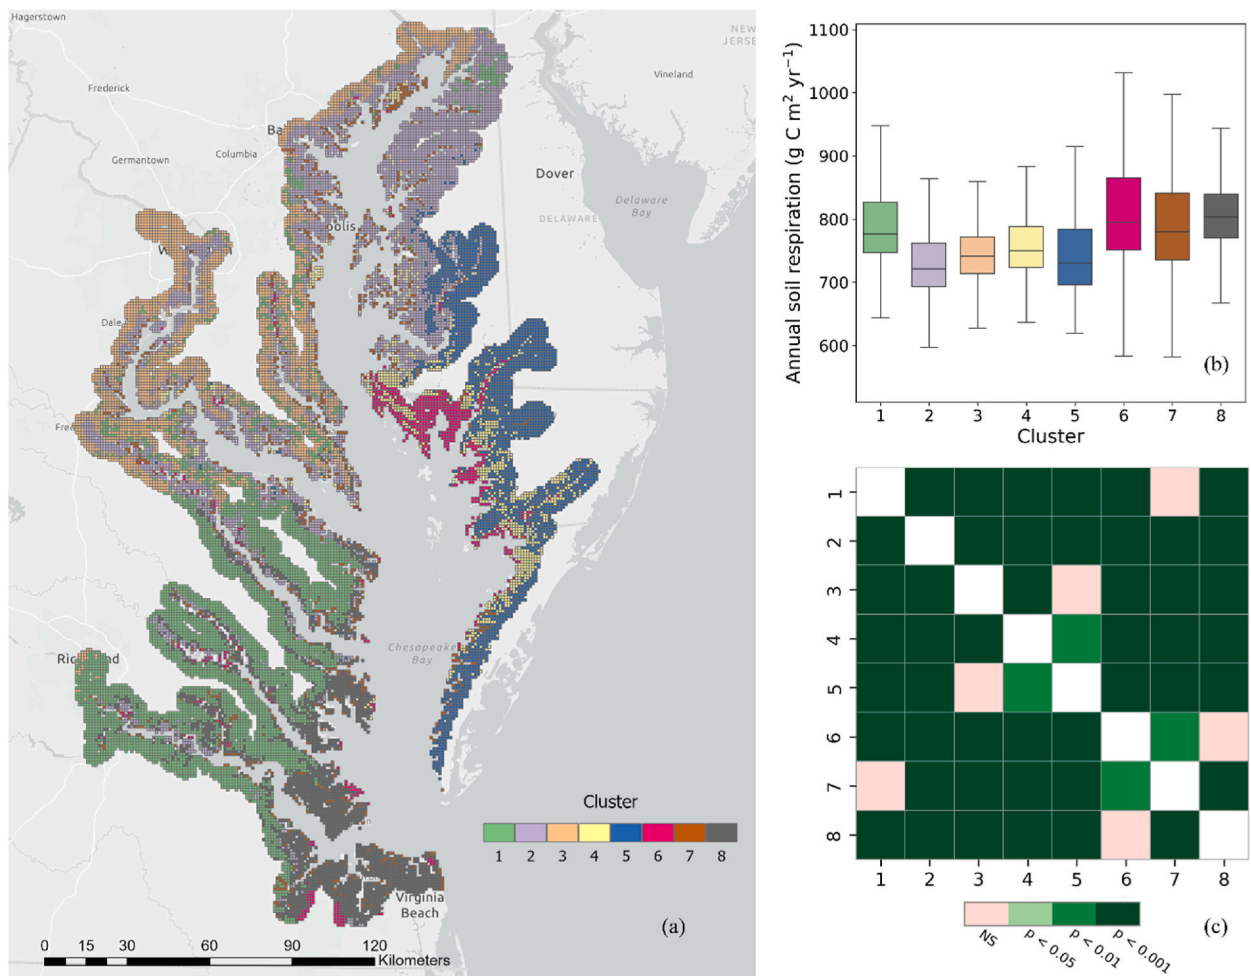 Hagerstown
NEW
JERSE
Frederick
Vineland
Ba
Germantown
Columbia
Dover
Delaware
Bay
DELAWARE
polis
W
Dale
Fre
Chesapeake
Bay
Ric
nd
Virginia
Beach
Cluster
1 2 3 4 5 6 7 8
(a)
0 15 30 60 90 120
Kilometers
1100
1000
900
800
700
600
Annual soil respiration (g C m² yr⁻¹)
(b)
1 2 3 4 5 6 7 8
Cluster
1
2
3
4
5
6
7
8
1 2 3 4 5 6 7 8
NS p < 0.05 p < 0.01 p < 0.001
(c)